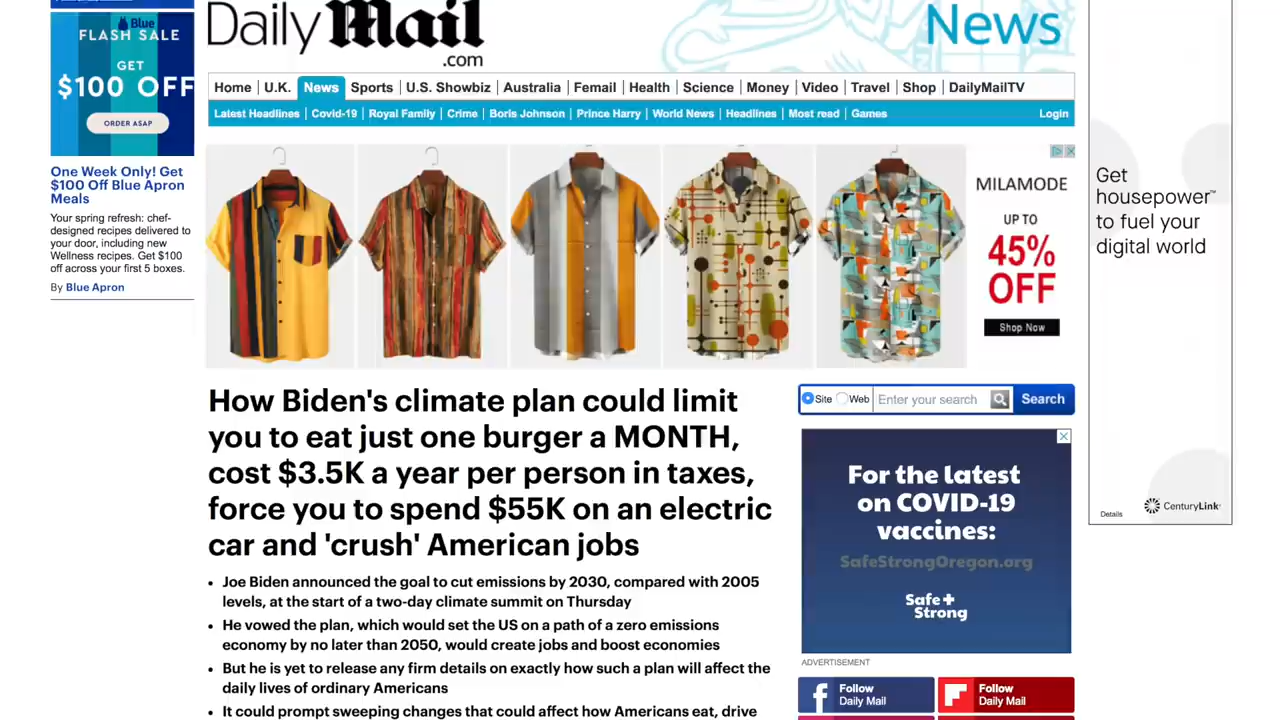 Blue
FLASH SALE
GET
$100 OFF
ORDER ASAP
One Week Only! Get
$100 Off Blue Apron
Meals
Your spring refresh: chef-
designed recipes delivered to
your door, including new
Wellness recipes. Get $100
off across your first 5 boxes.
By Blue Apron
Daily Mail
.com
News
Home U.K. News Sports U.S. Showbiz Australia Femail Health Science Money Video Travel Shop DailyMailTV
Latest Headlines Covid-19 Royal Family Crime Boris Johnson Prince Harry World News Headlines Most read Games Login
MILAMODE
UP TO
45%
OFF
Shop Now
Get
housepower™
to fuel your
digital world
Details
CenturyLink®
How Biden's climate plan could limit
you to eat just one burger a MONTH,
cost $3.5K a year per person in taxes,
force you to spend $55K on an electric
car and 'crush' American jobs
• Joe Biden announced the goal to cut emissions by 2030, compared with 2005
levels, at the start of a two-day climate summit on Thursday
• He vowed the plan, which would set the US on a path of a zero emissions
economy by no later than 2050, would create jobs and boost economies
• But he is yet to release any firm details on exactly how such a plan will affect the
daily lives of ordinary Americans
• It could prompt sweeping changes that could affect how Americans eat, drive
Site Web Enter your search Search
For the latest
on COVID-19
vaccines:
SafeStrongOregon.org
Safe+
Strong
ADVERTISEMENT
Follow
Daily Mail
Follow
Daily Mail